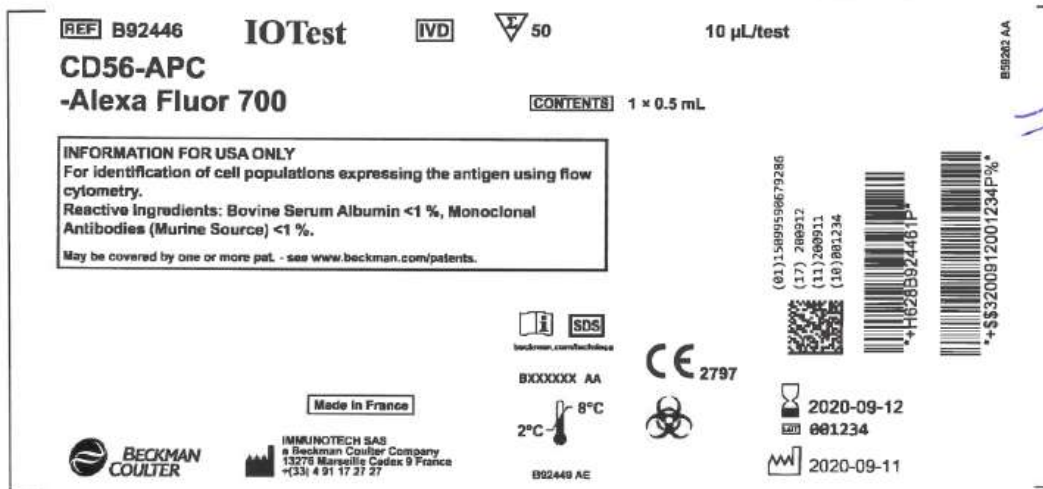 REF B92446 IOTest IVD Σ 50 10 µL/test
CD56-APC
-Alexa Fluor 700
CONTENTS 1 × 0.5 mL
INFORMATION FOR USA ONLY
For identification of cell populations expressing the antigen using flow
cytometry.
Reactive Ingredients: Bovine Serum Albumin <1 %, Monoclonal
Antibodies (Murine Source) <1 %.
May be covered by one or more pat. - see www.beckman.com/patents.
B59262 AA
(01)15099590679286
(17) 200912
(11)200911
(10)001234
*+H628B924461P*
*+$$3200912001234P%*
i SDS
beckman.com/techdocs
BXXXXXX AA
CE 2797
Made in France
8°C
2°C
2020-09-12
LOT 001234
2020-09-11
BECKMAN
COULTER
IMMUNOTECH SAS
a Beckman Coulter Company
13276 Marseille Cedex 9 France
+(33) 4 91 17 27 27
B92449 AE